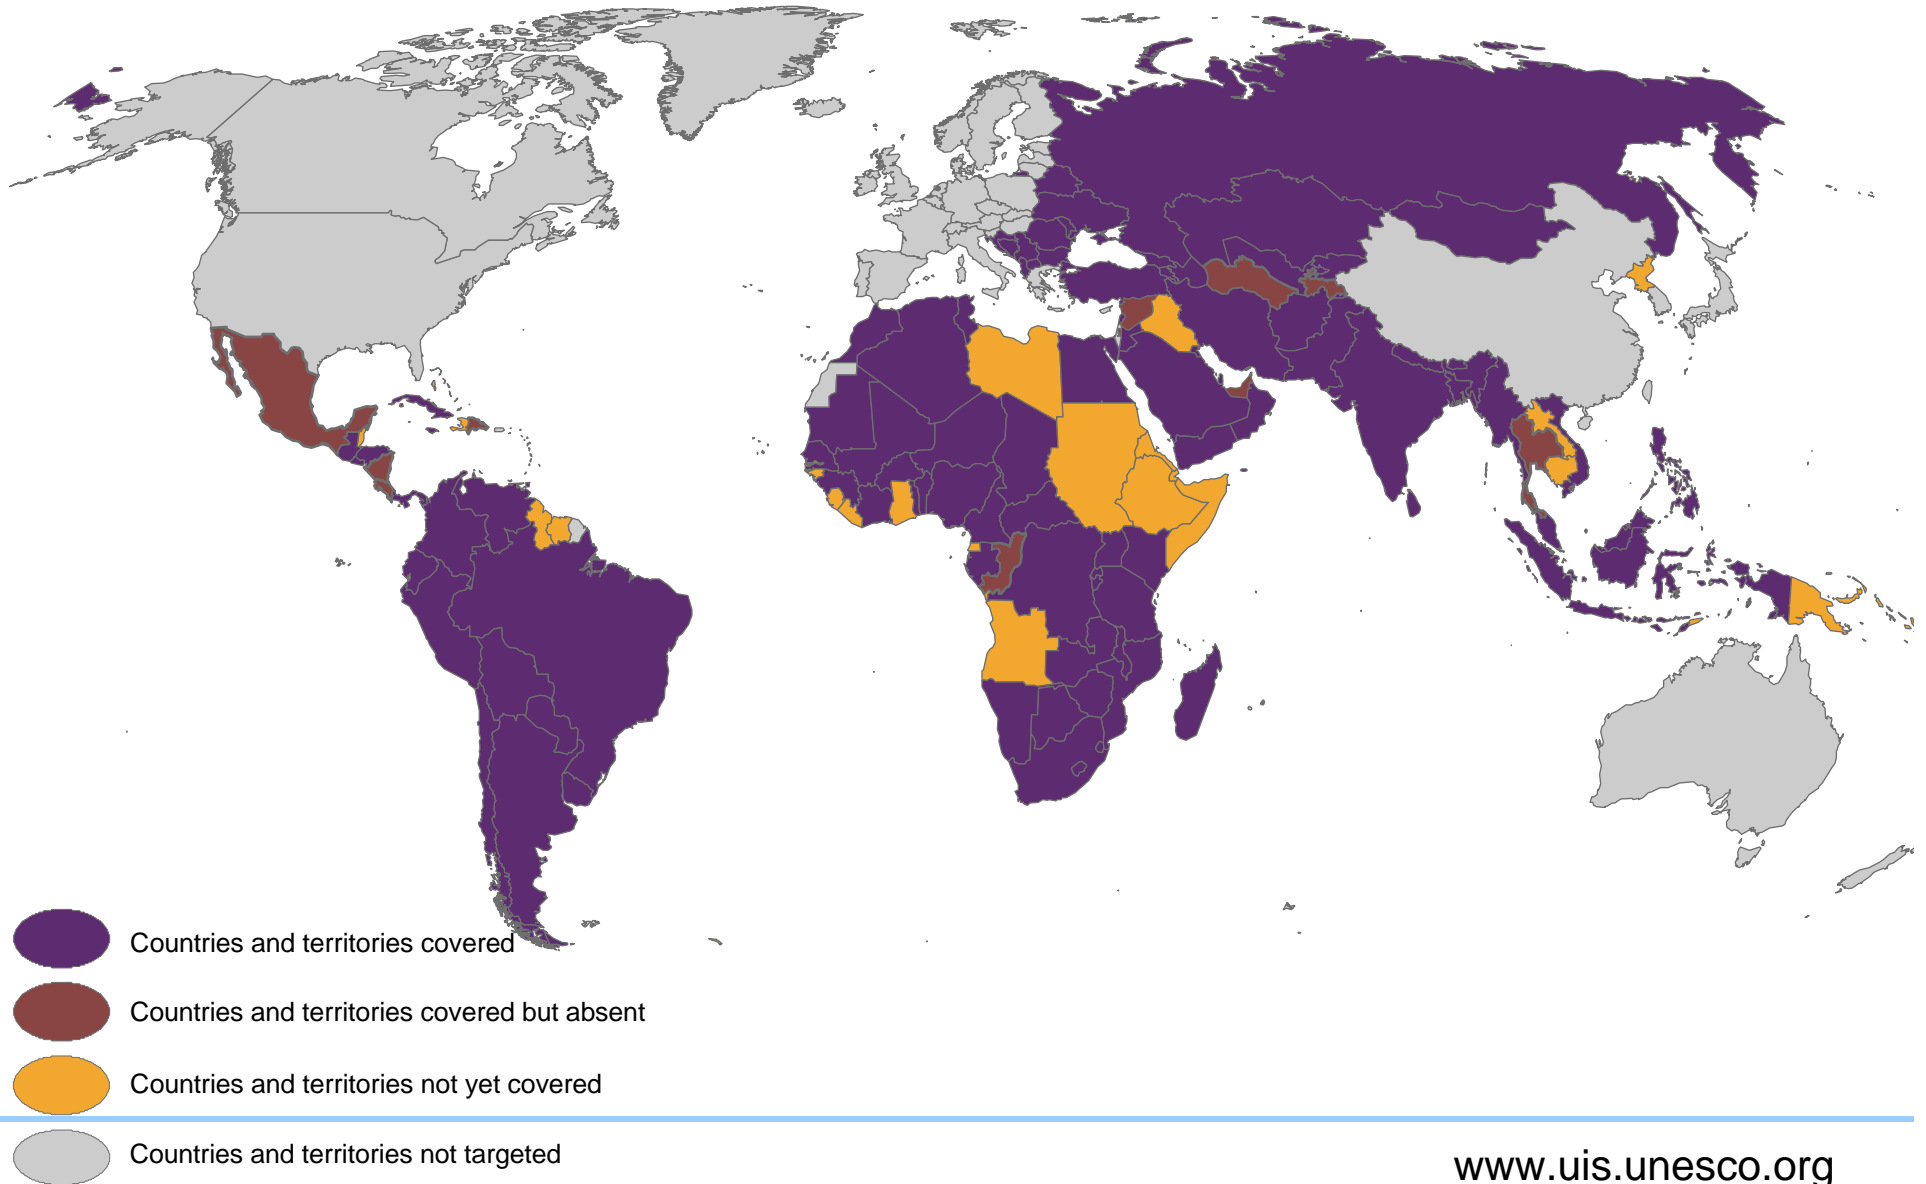 Countries and territories covered
Countries and territories covered but absent
Countries and territories not yet covered
Countries and territories not targeted
www.uis.unesco.org